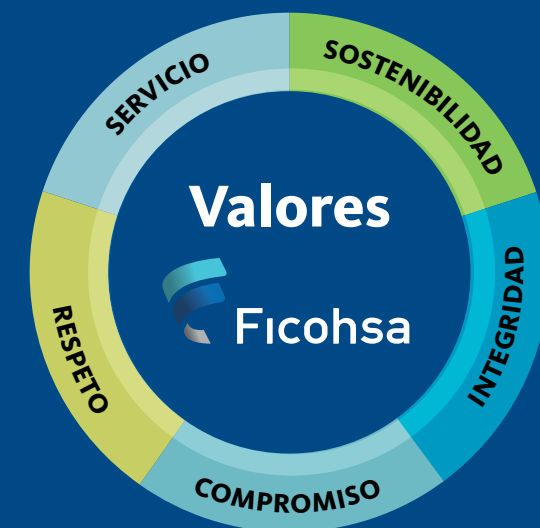 SERVICIO
SOSTENIBILIDAD
Valores
Ficohsa
INTEGRIDAD
RESPETO
COMPROMISO